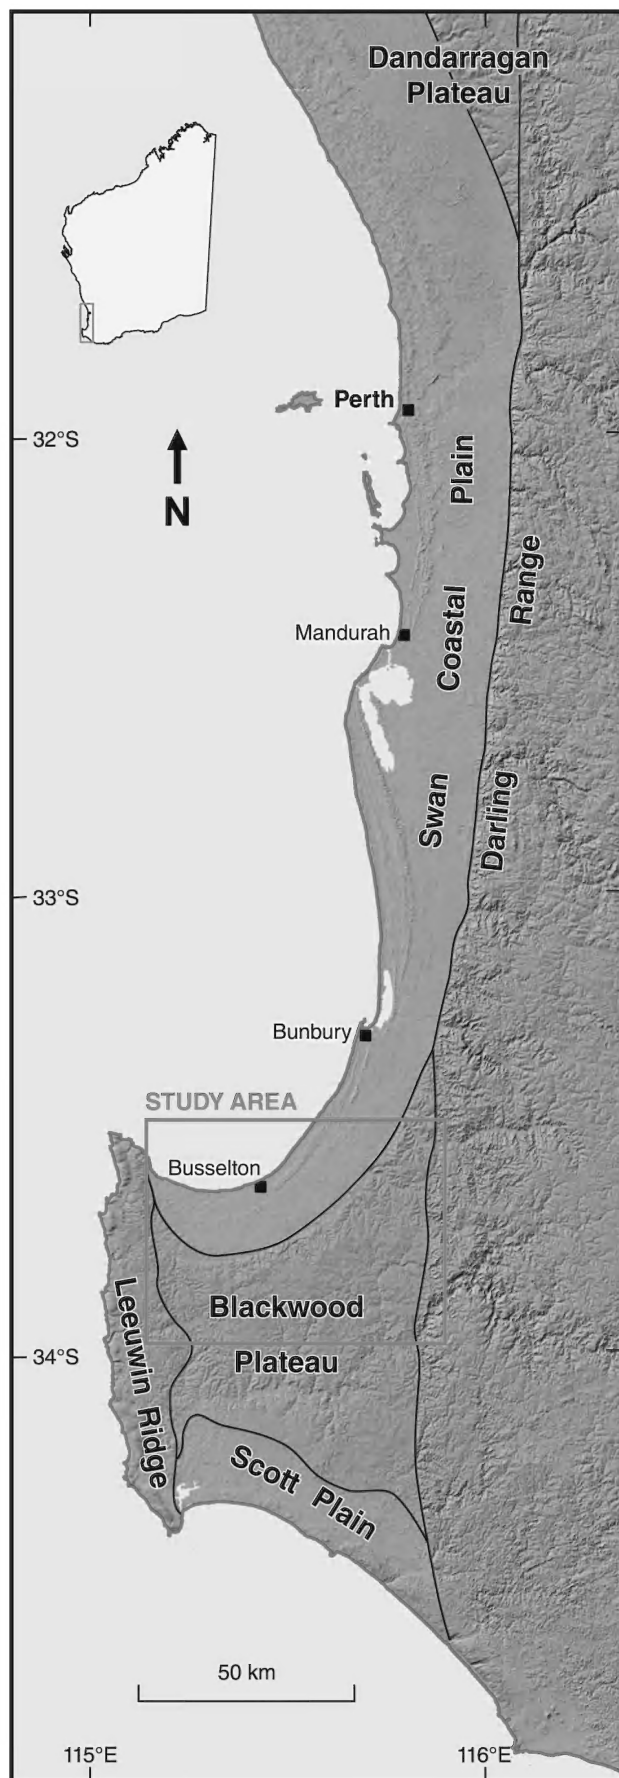 Dandarragan
Plateau
Perth
32°S
N
Plain
Coastal
Swan
Range
Darling
Mandurah
33°S
Bunbury
STUDY AREA
Busselton
Leeuwin Ridge
Blackwood
Plateau
34°S
Scott Plain
50 km
115°E
116°E